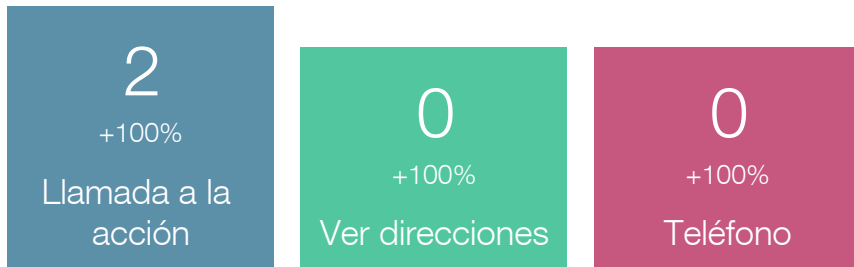 2
+100%
Llamada a la
acción
0
+100%
Ver direcciones
0
+100%
Teléfono